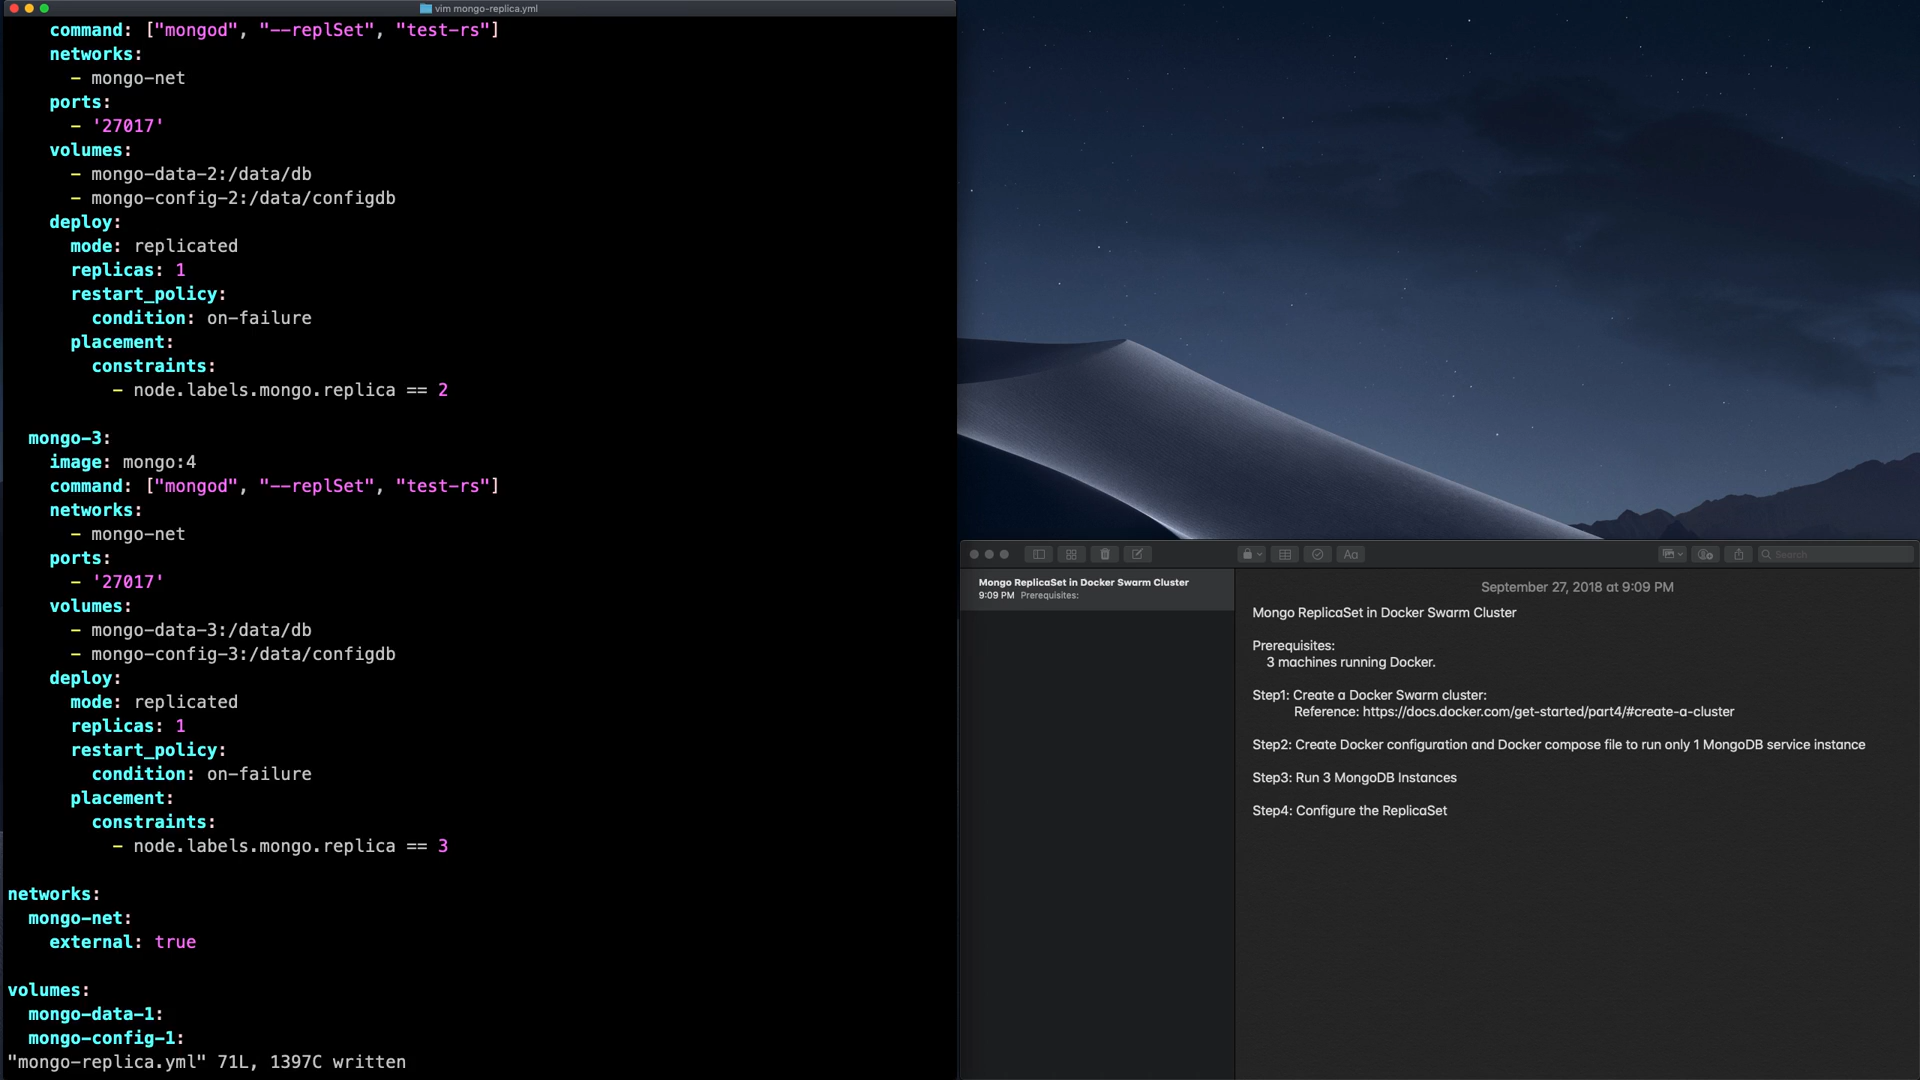 vim mongo-replica.yml
command: ["mongod", "--replSet", "test-rs"]
networks:
- mongo-net
ports:
- '27017'
volumes:
- mongo-data-2:/data/db
- mongo-config-2:/data/configdb
deploy:
mode: replicated
replicas: 1
restart_policy:
condition: on-failure
placement:
constraints:
- node.labels.mongo.replica == 2
mongo-3:
image: mongo:4
command: ["mongod", "--replSet", "test-rs"]
networks:
- mongo-net
ports:
- '27017'
volumes:
- mongo-data-3:/data/db
- mongo-config-3:/data/configdb
deploy:
mode: replicated
replicas: 1
restart_policy:
condition: on-failure
placement:
constraints:
- node.labels.mongo.replica == 3
networks:
mongo-net:
external: true
volumes:
mongo-data-1:
mongo-config-1:
"mongo-replica.yml" 71L, 1397C written
Aa
Search
Mongo ReplicaSet in Docker Swarm Cluster
9:09 PM Prerequisites:
September 27, 2018 at 9:09 PM
Mongo ReplicaSet in Docker Swarm Cluster
Prerequisites:
3 machines running Docker.
Step1: Create a Docker Swarm cluster:
Reference: https://docs.docker.com/get-started/part4/#create-a-cluster
Step2: Create Docker configuration and Docker compose file to run only 1 MongoDB service instance
Step3: Run 3 MongoDB Instances
Step4: Configure the ReplicaSet